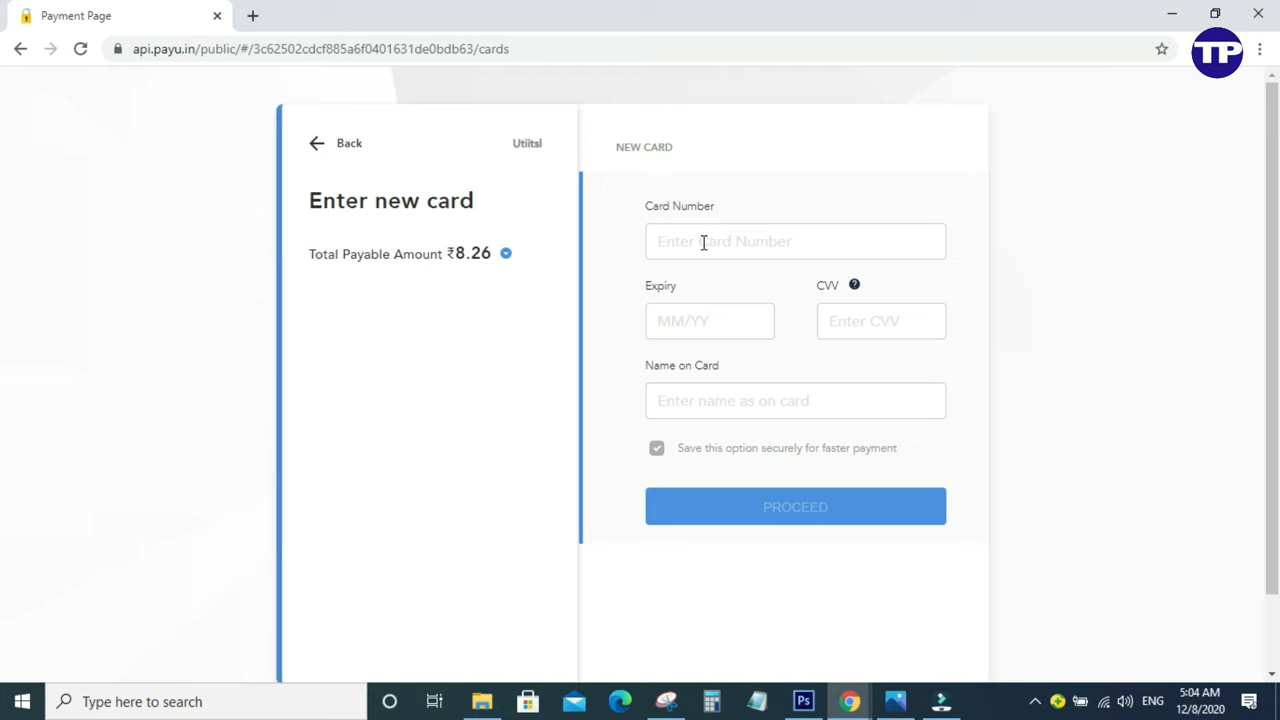 Payment Page
api.payu.in/public/#/3c62502cdcf885a6f0401631de0bdb63/cards
TP
Back
Utiitsl
NEW CARD
Enter new card
Total Payable Amount ₹8.26
Card Number
Enter Card Number
Expiry
CVV ?
MM/YY
Enter CVV
Name on Card
Enter name as on card
Save this option securely for faster payment
PROCEED
Type here to search
Ps
ENG
5:04 AM
12/8/2020